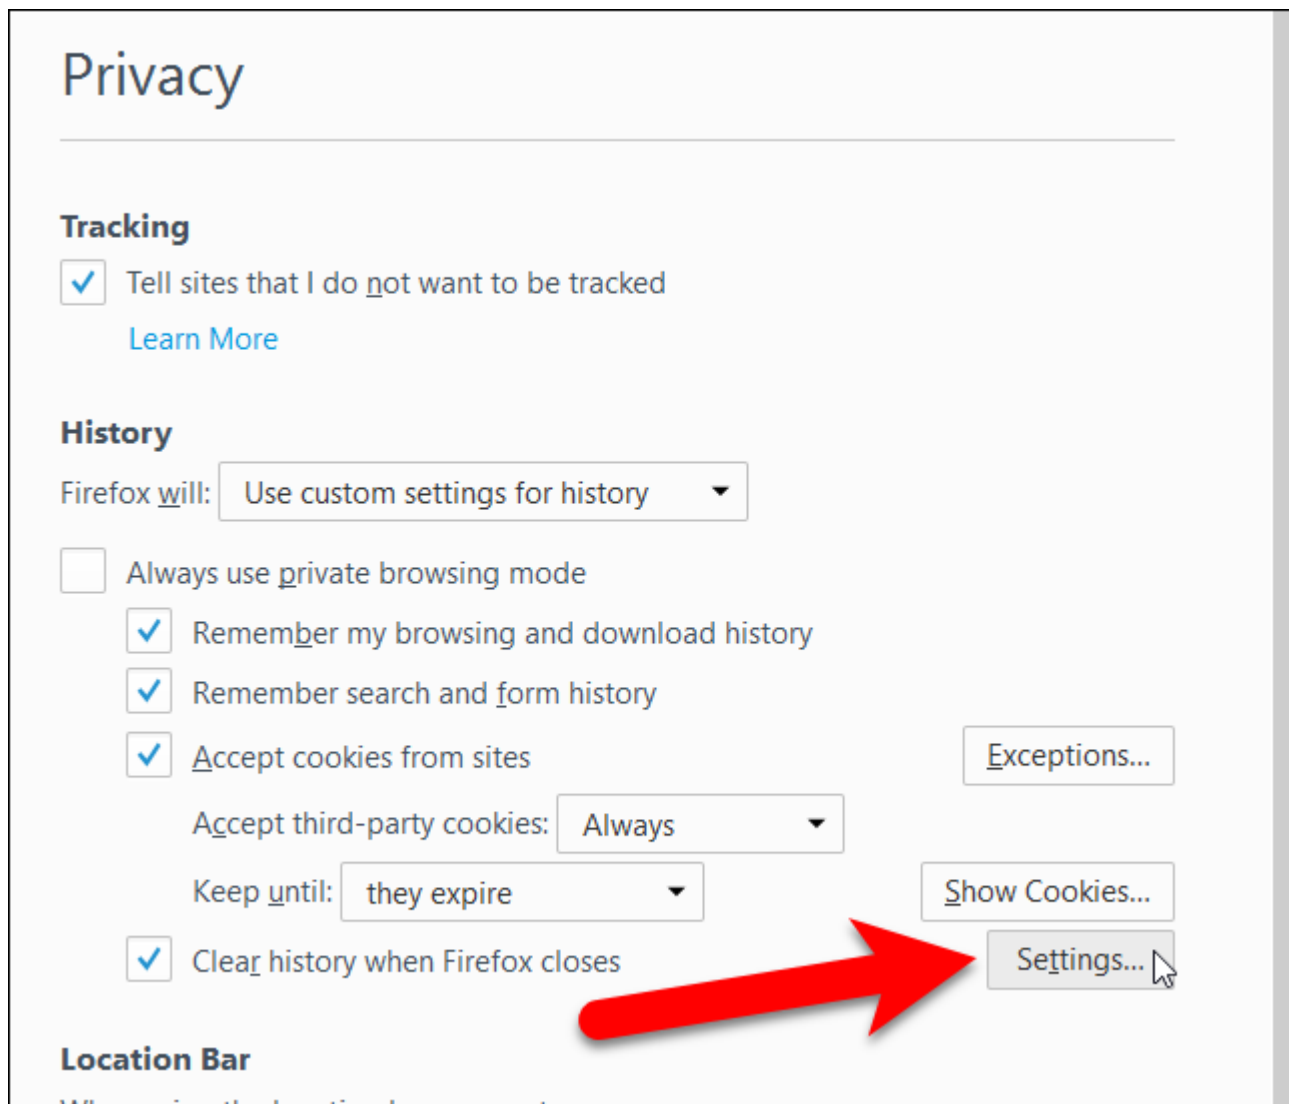 Privacy
Tracking
Tell sites that I do not want to be tracked
Learn More
History
Firefox will: Use custom settings for history
Always use private browsing mode
Remember my browsing and download history
Remember search and form history
Accept cookies from sites Exceptions...
Accept third-party cookies: Always
Keep until: they expire Show Cookies...
Clear history when Firefox closes Settings...
Location Bar